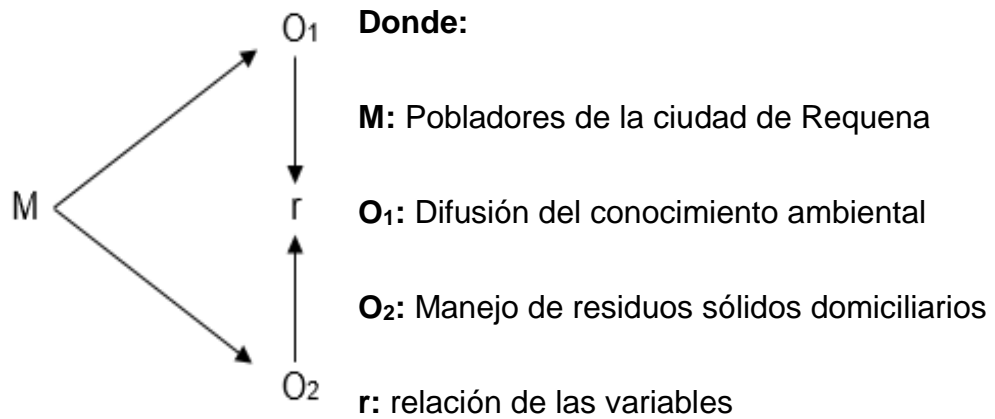 O₁
Donde:
M: Pobladores de la ciudad de Requena
M
r
O₁: Difusión del conocimiento ambiental
O₂: Manejo de residuos sólidos domiciliarios
O₂
r: relación de las variables